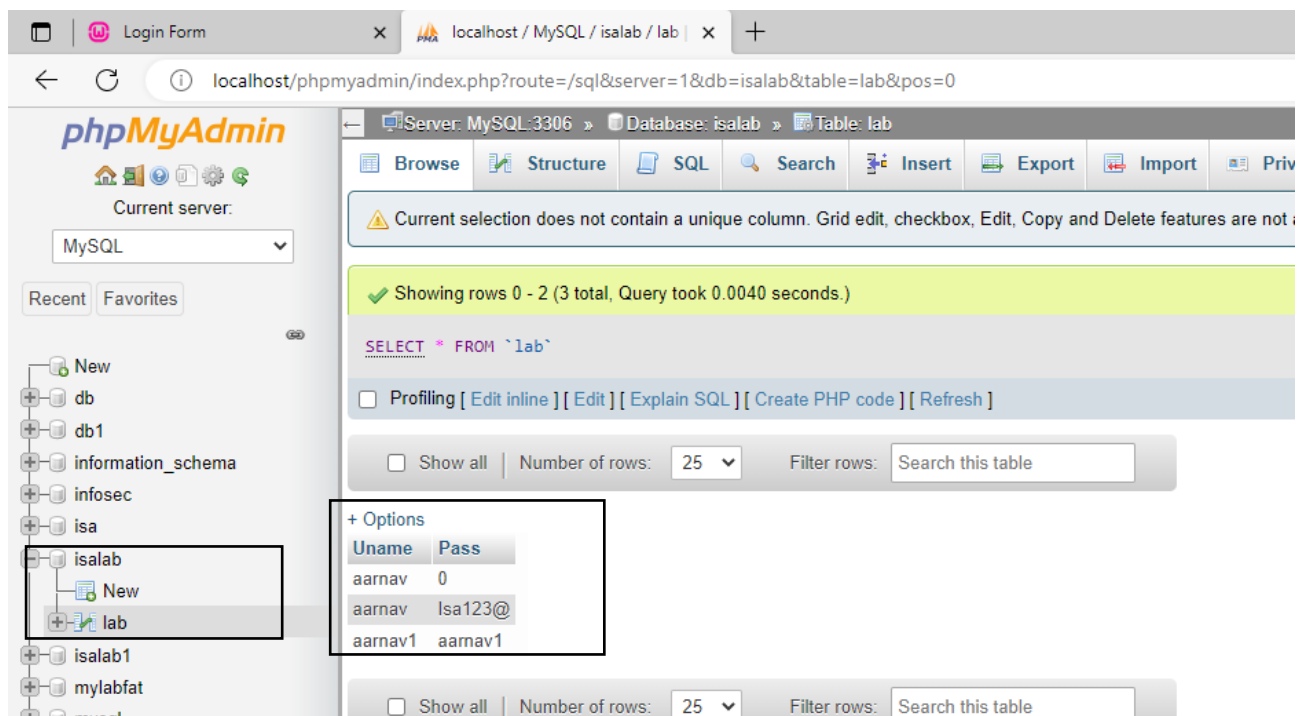 Login Form
localhost / MySQL / isalab / lab |
localhost/phpmyadmin/index.php?route=/sql&server=1&db=isalab&table=lab&pos=0
phpMyAdmin
Current server:
MySQL
Recent Favorites
New
db
db1
information_schema
infosec
isa
isalab
New
lab
isalab1
mylabfat
Server: MySQL:3306 » Database: isalab » Table: lab
Browse Structure SQL Search Insert Export Import
Current selection does not contain a unique column. Grid edit, checkbox, Edit, Copy and Delete features are not
Showing rows 0 - 2 (3 total, Query took 0.0040 seconds.)
SELECT * FROM `lab`
Profiling [ Edit inline ] [ Edit ] [ Explain SQL ] [ Create PHP code ] [ Refresh ]
Show all | Number of rows: 25 Filter rows: Search this table
+ Options
Uname Pass
aarnav 0
aarnav Isa123@
aarnav1 aarnav1
Show all | Number of rows: 25 Filter rows: Search this table